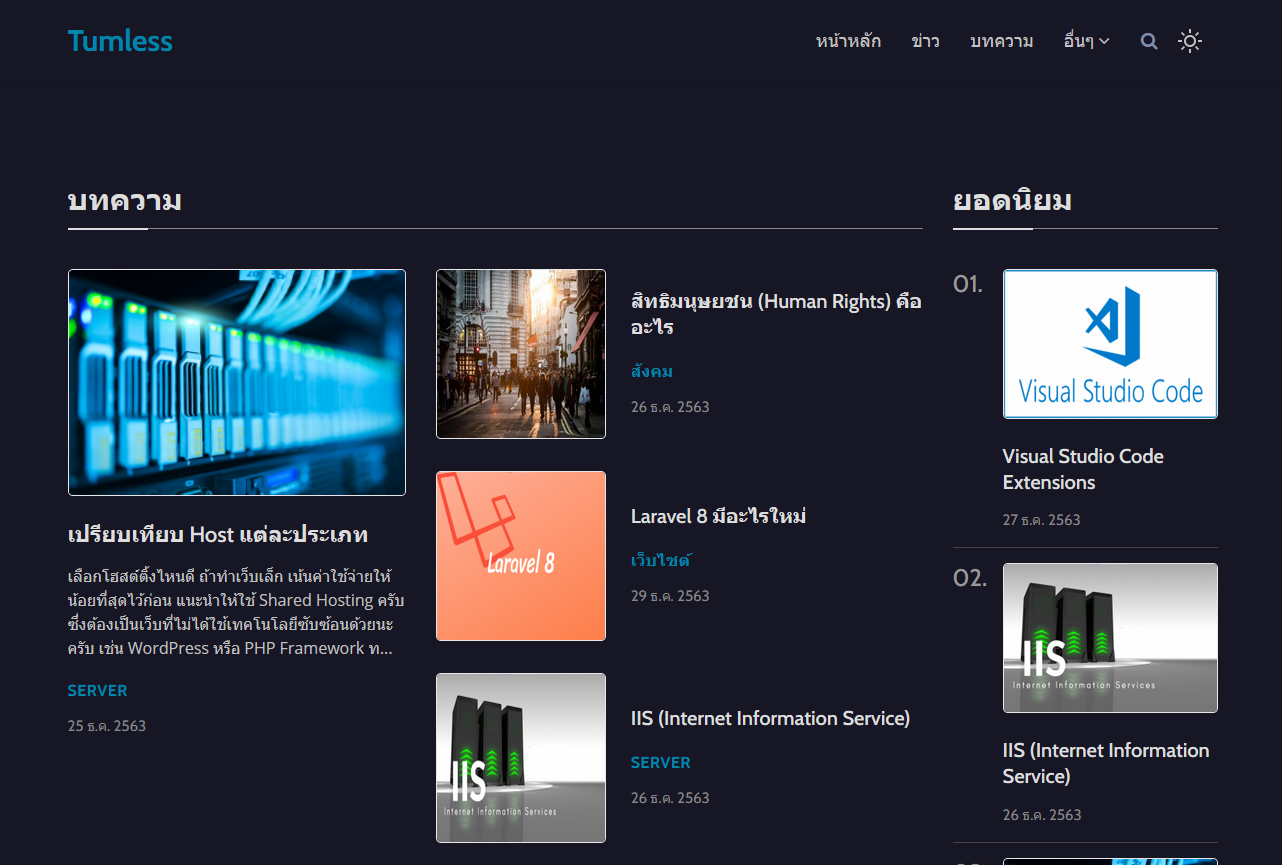 Tumless
หน้าหลัก ข่าว บทความ อื่นๆ
บทความ
เปรียบเทียบ Host แต่ละประเภท
เลือกโฮสต์ติ้งไหนดี ถ้าทำเว็บเล็ก เน้นค่าใช้จ่ายให้
น้อยที่สุดไว้ก่อน แนะนำให้ใช้ Shared Hosting ครับ
ซึ่งต้องเป็นเว็บที่ไม่ได้ใช้เทคโนโลยีซับซ้อนด้วยนะ
ครับ เช่น WordPress หรือ PHP Framework ท...
SERVER
25 ธ.ค. 2563
สิทธิมนุษยชน (Human Rights) คือ
อะไร
สังคม
26 ธ.ค. 2563
Laravel 8
Laravel 8 มีอะไรใหม่
เว็บไซต์
29 ธ.ค. 2563
IIS
Internet Information Services
IIS (Internet Information Service)
SERVER
26 ธ.ค. 2563
ยอดนิยม
01.
Visual Studio Code
Visual Studio Code
Extensions
27 ธ.ค. 2563
02.
IIS
Internet Information Services
IIS (Internet Information
Service)
26 ธ.ค. 2563